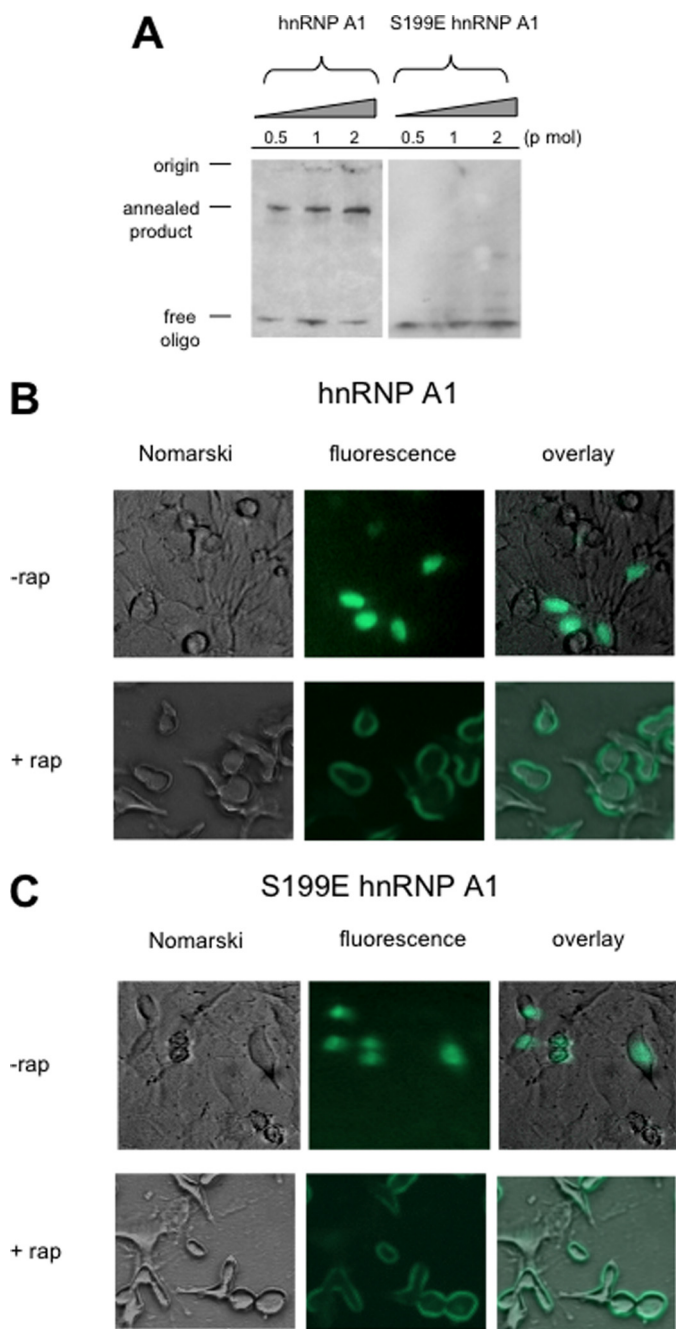 A
hnRNP A1 S199E hnRNP A1
0.5 1 2 0.5 1 2 (p mol)
origin
annealed
product
free
oligo
B
hnRNP A1
Nomarski fluorescence overlay
-rap
+ rap
C
S199E hnRNP A1
Nomarski fluorescence overlay
-rap
+ rap